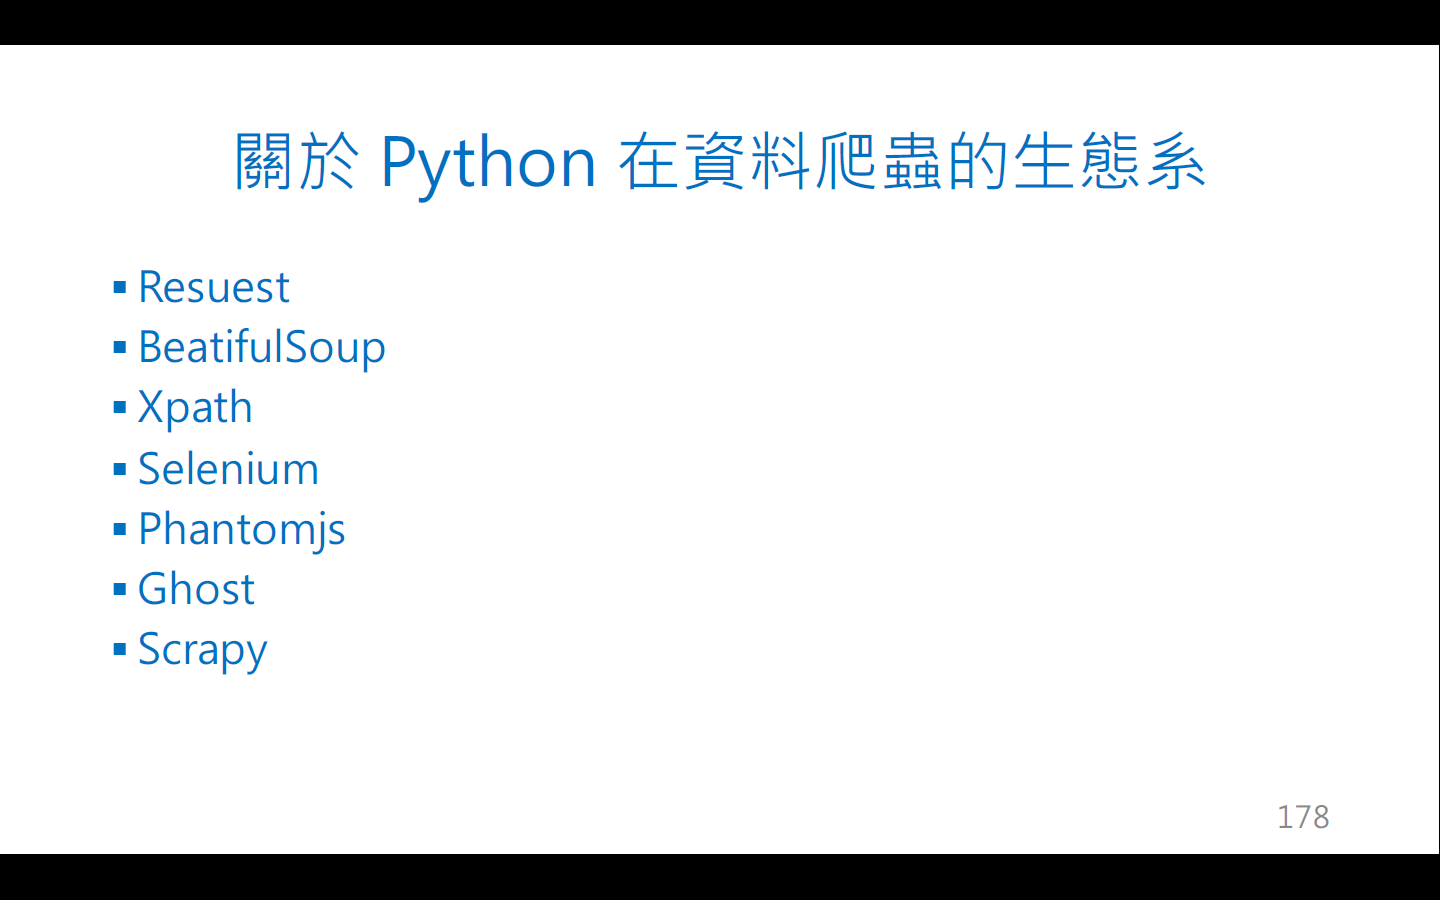 關於 Python 在資料爬蟲的生態系
▪ Resuest
▪ BeatifulSoup
▪ Xpath
▪ Selenium
▪ Phantomjs
▪ Ghost
▪ Scrapy
178